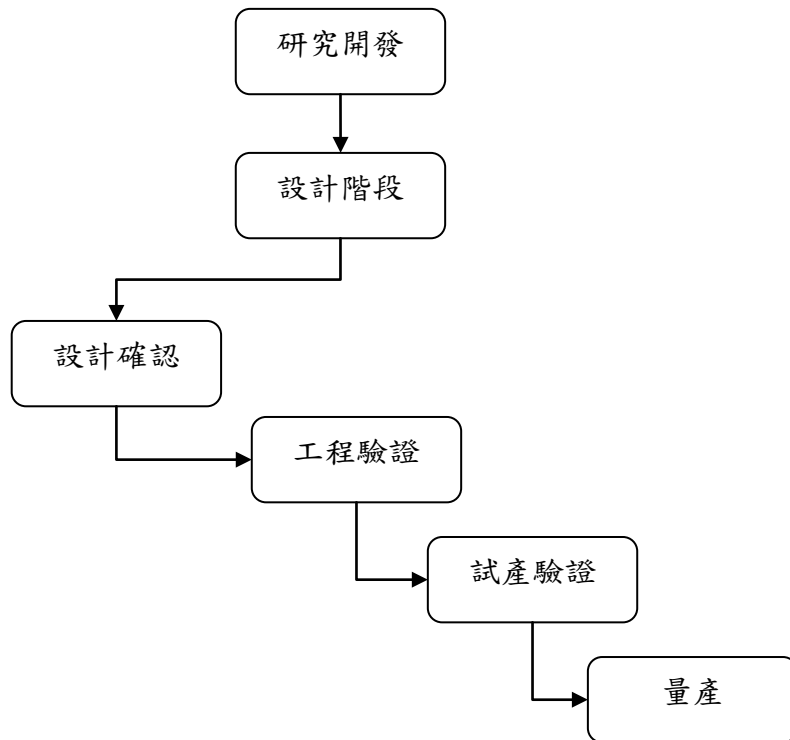 研究開發
設計階段
設計確認
工程驗證
試產驗證
量產